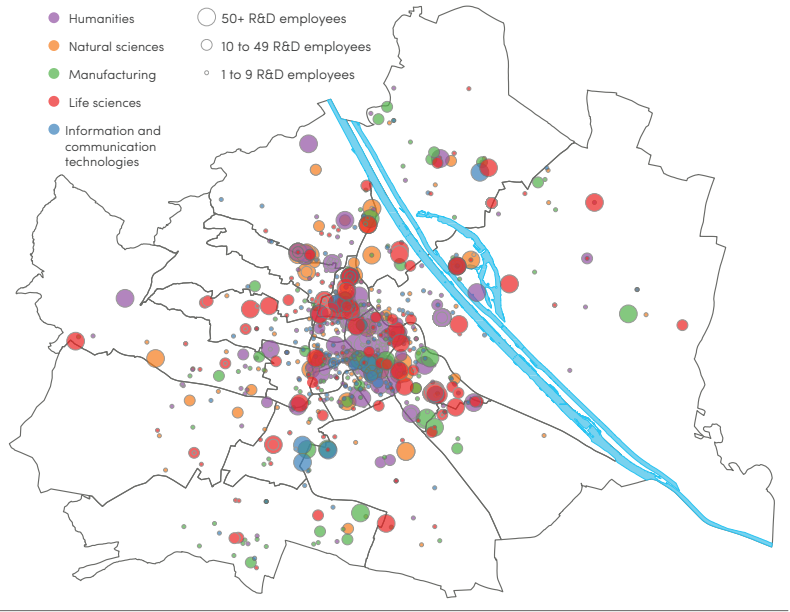 Humanities
Natural sciences
Manufacturing
Life sciences
Information and
communication
technologies
50+ R&D employees
10 to 49 R&D employees
1 to 9 R&D employees